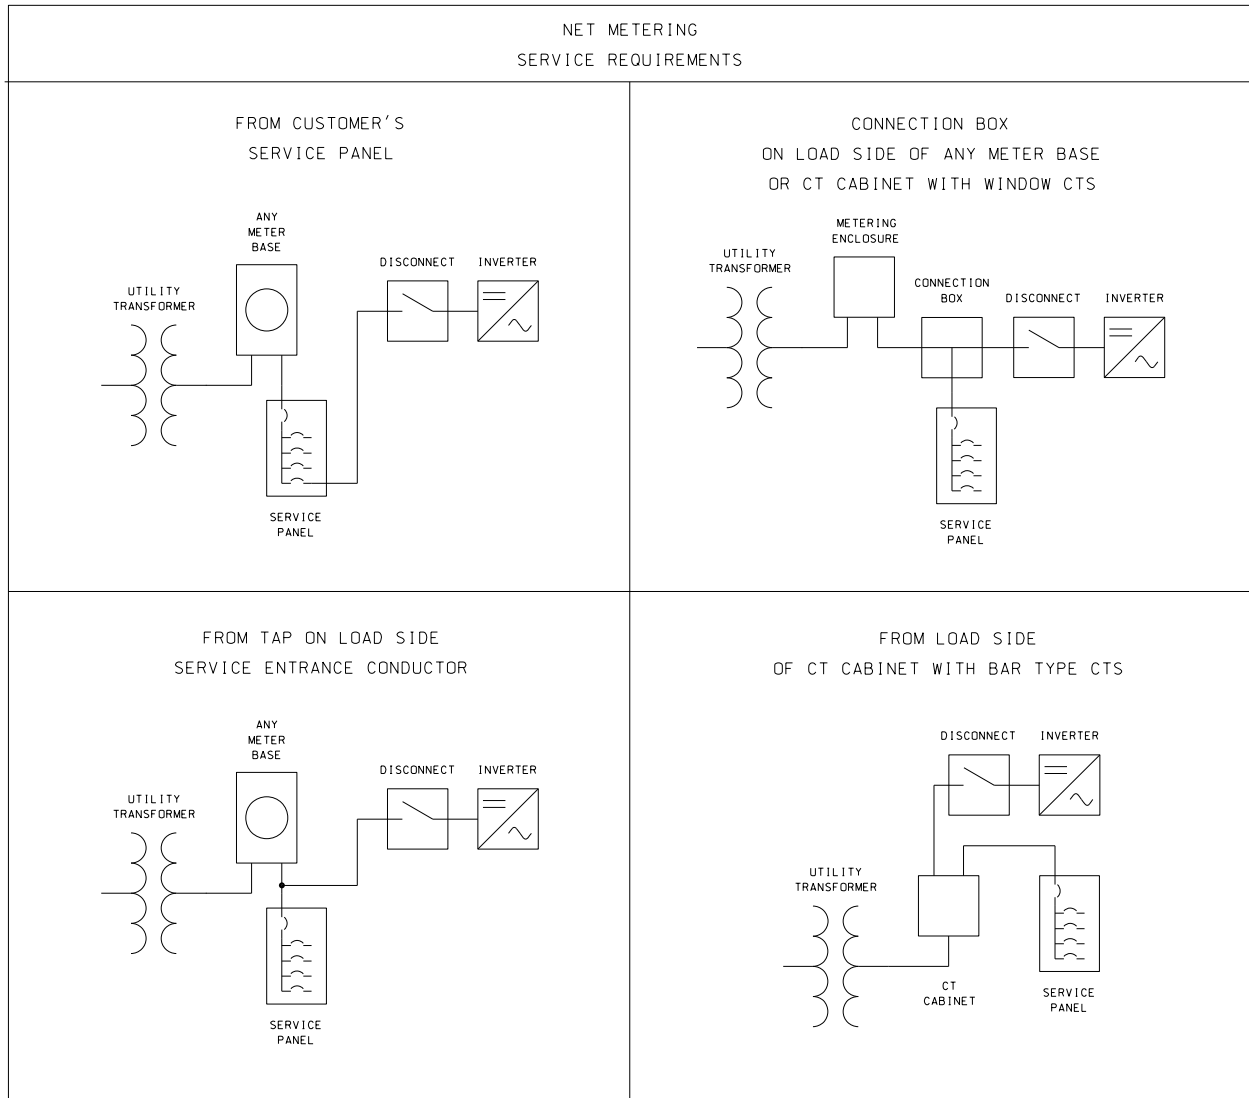 NET METERING
SERVICE REQUIREMENTS
FROM CUSTOMER'S
SERVICE PANEL
ANY
METER
BASE
DISCONNECT
INVERTER
UTILITY
TRANSFORMER
SERVICE
PANEL
CONNECTION BOX
ON LOAD SIDE OF ANY METER BASE
OR CT CABINET WITH WINDOW CTS
METERING
ENCLOSURE
UTILITY
TRANSFORMER
CONNECTION
BOX
DISCONNECT
INVERTER
SERVICE
PANEL
FROM TAP ON LOAD SIDE
SERVICE ENTRANCE CONDUCTOR
ANY
METER
BASE
DISCONNECT
INVERTER
UTILITY
TRANSFORMER
SERVICE
PANEL
FROM LOAD SIDE
OF CT CABINET WITH BAR TYPE CTS
DISCONNECT
INVERTER
UTILITY
TRANSFORMER
CT
CABINET
SERVICE
PANEL